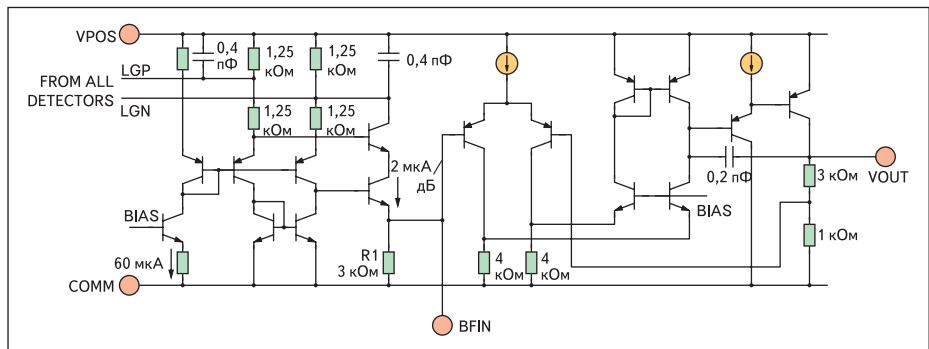 VPOS
0,4
пФ
1,25
кОм
1,25
кОм
0,4 пФ
FROM ALL
DETECTORS
LGP
LGN
1,25
кОм
1,25
кОм
2 мкА/
дБ
0,2 пФ
3 кОм
VOUT
BIAS
BIAS
R1
3 кОм
4
кОм
4
кОм
1 кОм
60 мкА
COMM
BFIN